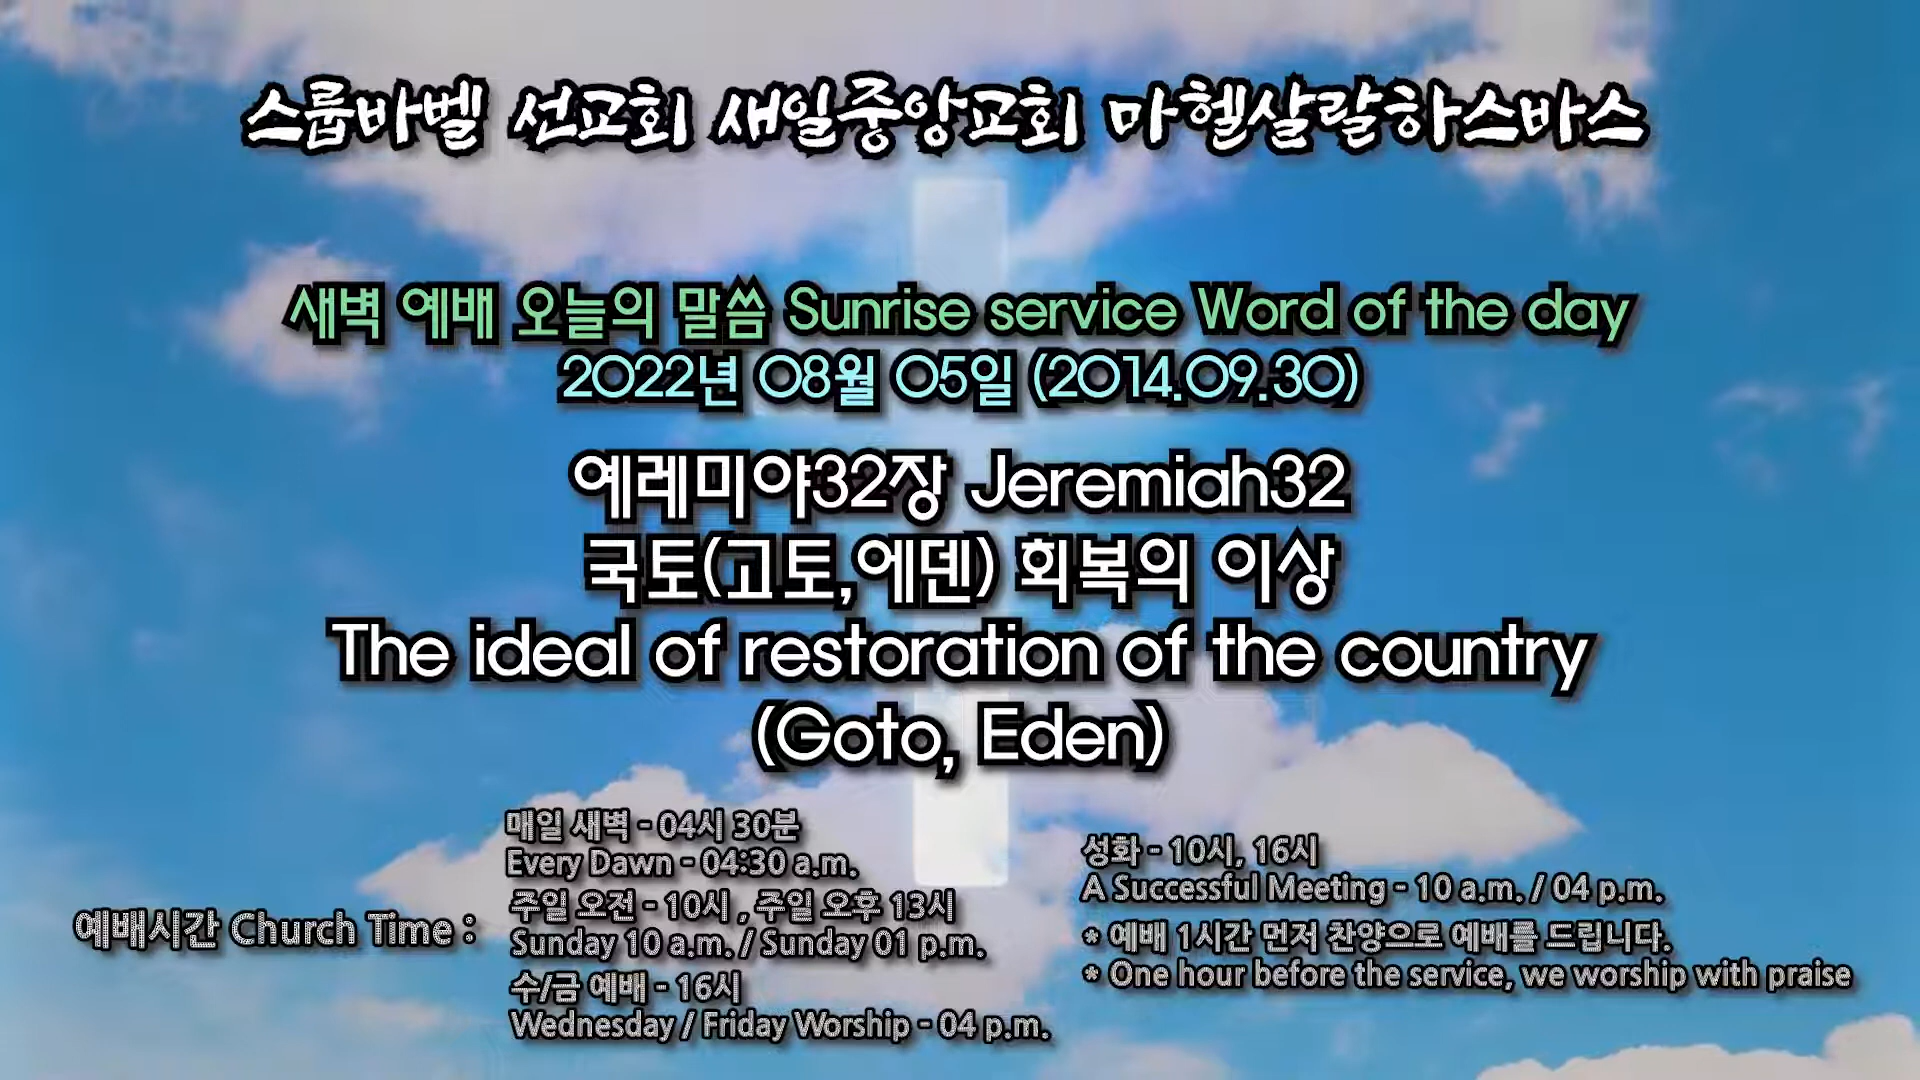 스룹바벨 선교회 새일중앙교회 마헬살랄하스바스
새벽 예배 오늘의 말씀 Sunrise service Word of the day
2022년 08월 05일 (2014.09.30)
예레미야32장 Jeremiah32
국토(고토,에덴) 회복의 이상
The ideal of restoration of the country
(Goto, Eden)
예배시간 Church Time :
매일 새벽 - 04시 30분
Every Dawn - 04:30 a.m.
주일 오전 - 10시 , 주일 오후 13시
Sunday 10 a.m. / Sunday 01 p.m.
수/금 예배 - 16시
Wednesday / Friday Worship - 04 p.m.
성화 - 10시, 16시
A Successful Meeting - 10 a.m. / 04 p.m.
* 예배 1시간 먼저 찬양으로 예배를 드립니다.
* One hour before the service, we worship with praise